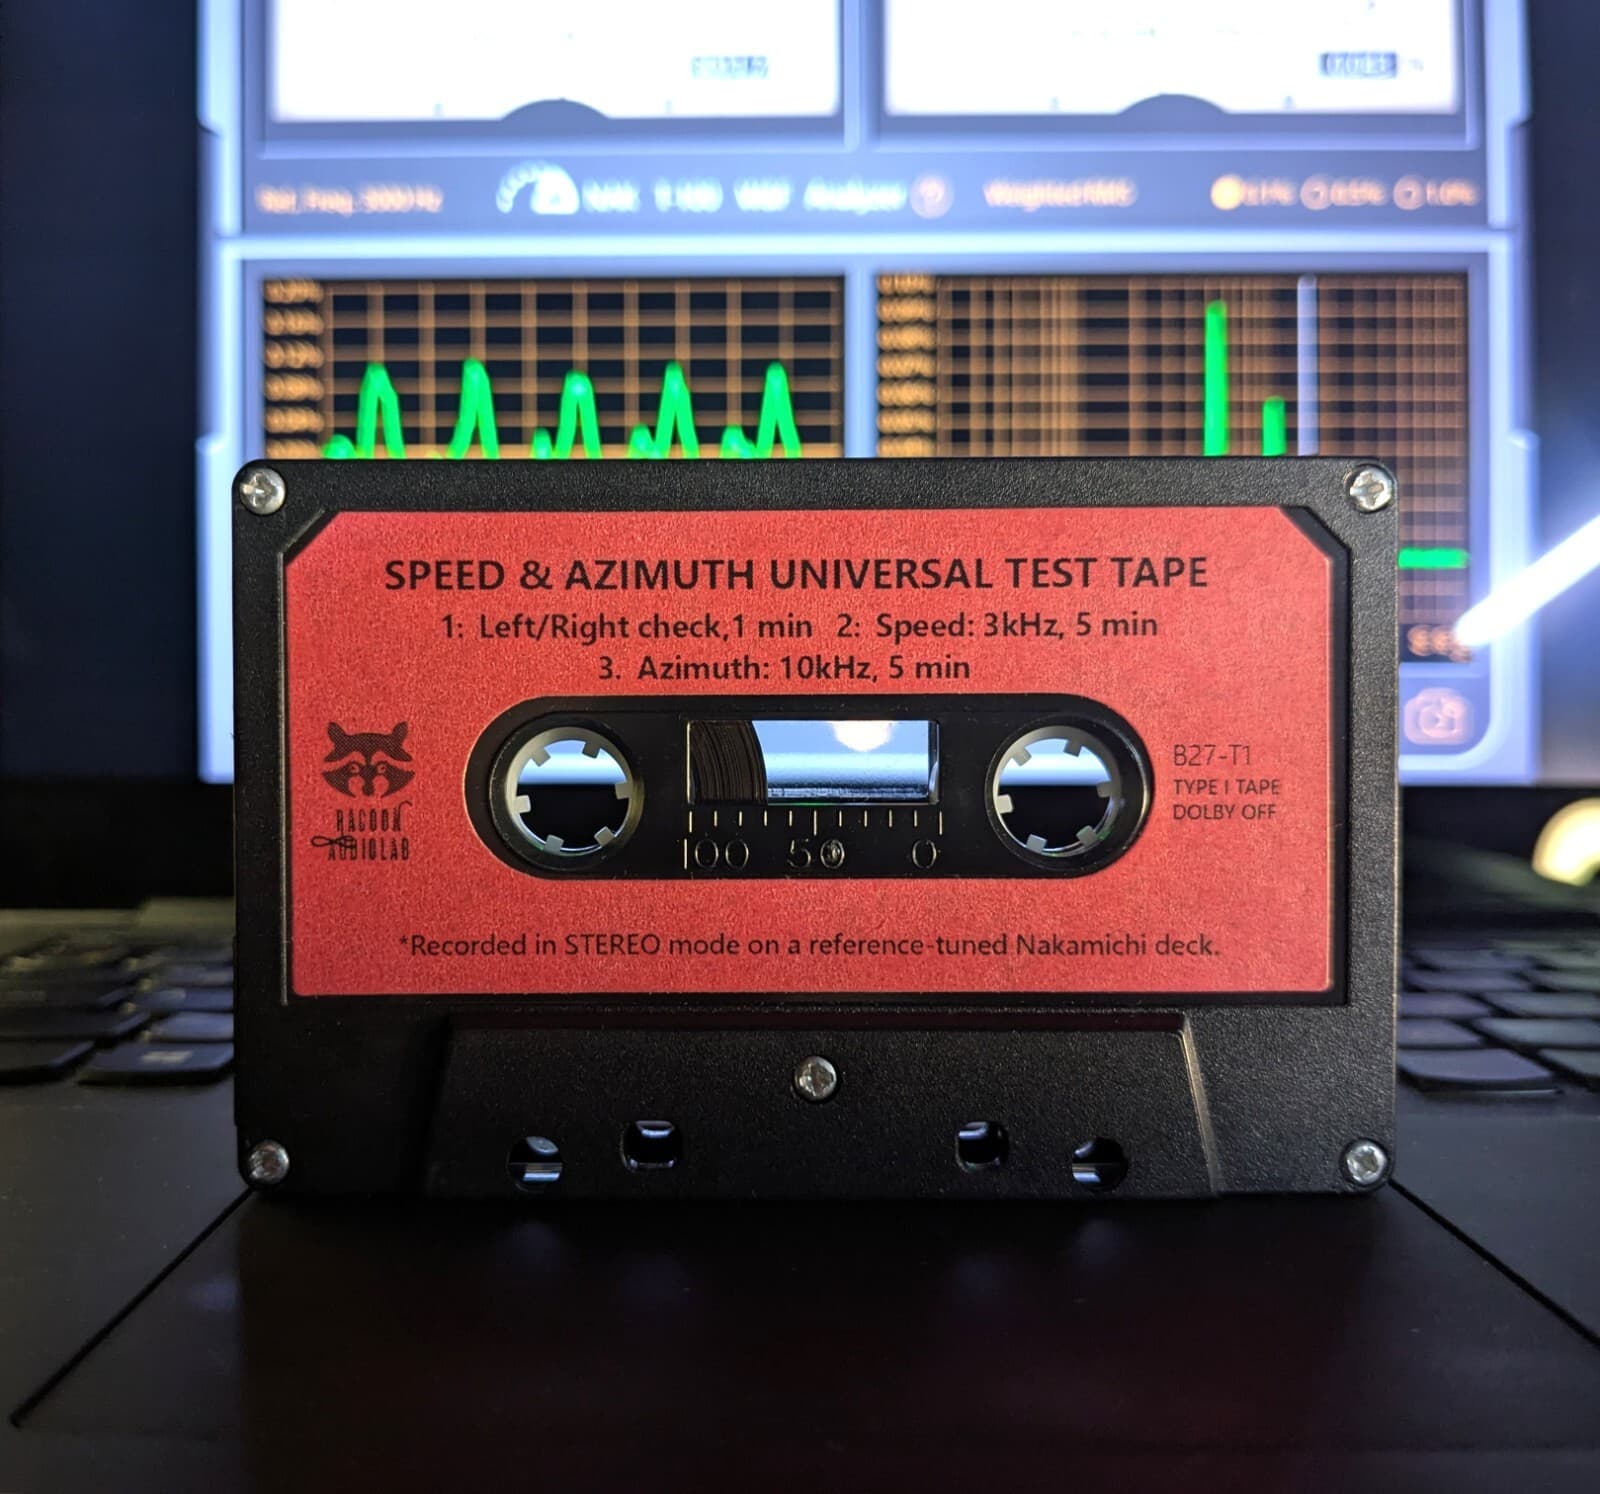 SPEED & AZIMUTH UNIVERSAL TEST TAPE
1: Left/Right check,1 min 2: Speed: 3kHz, 5 min
3. Azimuth: 10kHz, 5 min
RACOON
AUDIOLAB
B27-T1
TYPE I TAPE
DOLBY OFF
100 50 0
*Recorded in STEREO mode on a reference-tuned Nakamichi deck.